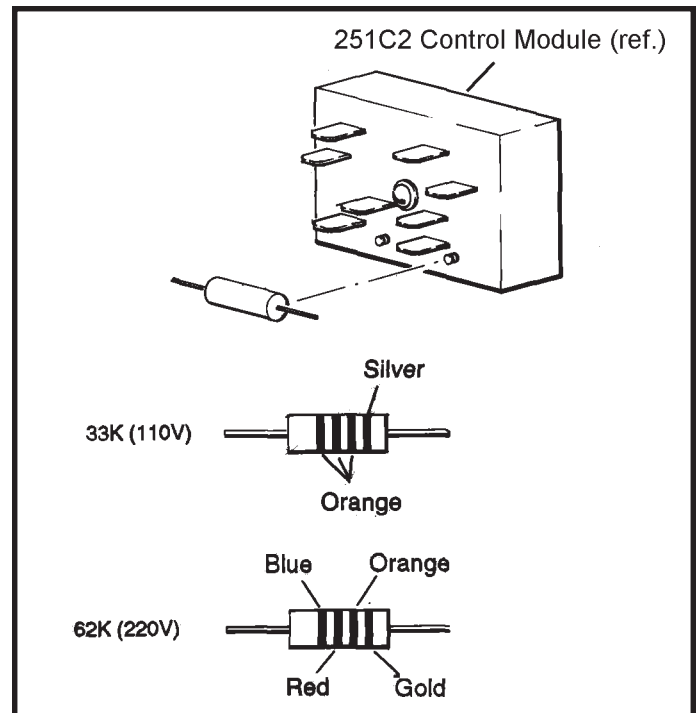 251C2 Control Module (ref.)
Silver
33K (110V)
Orange
Blue Orange
62K (220V)
Red Gold